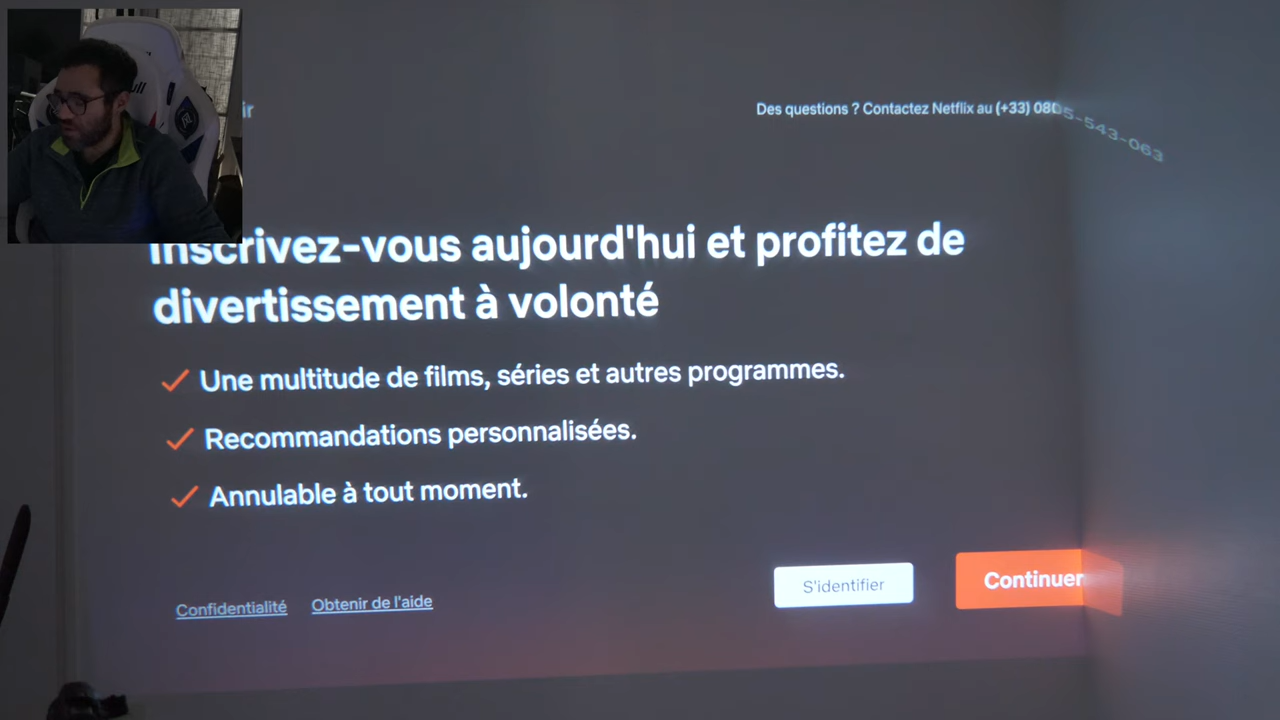 Des questions ? Contactez Netflix au (+33) 0805-543-063
Inscrivez-vous aujourd'hui et profitez de
divertissement à volonté
Une multitude de films, séries et autres programmes.
Recommandations personnalisées.
Annulable à tout moment.
S'identifier
Continuer
Confidentialité
Obtenir de l'aide